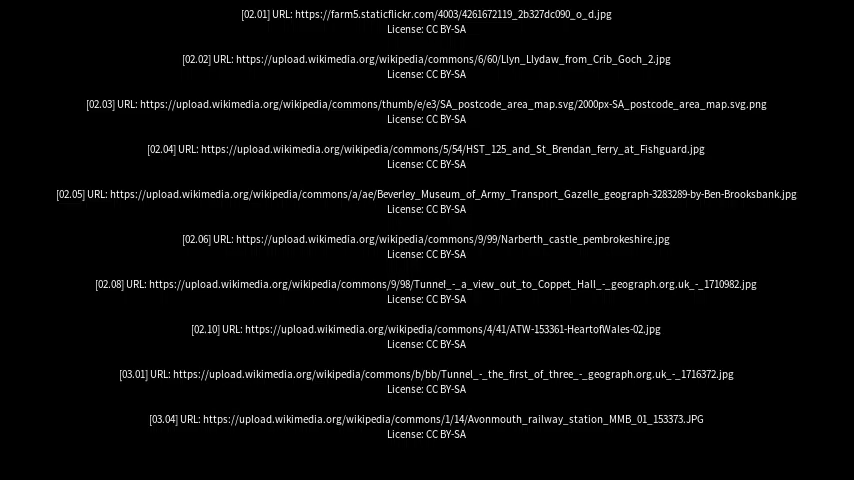 [02.01] URL: https://farm5.staticflickr.com/4003/4261672119_2b327dc090_o_d.jpg
License: CC BY-SA
[02.02] URL: https://upload.wikimedia.org/wikipedia/commons/6/60/Llyn_Llydaw_from_Crib_Goch_2.jpg
License: CC BY-SA
[02.03] URL: https://upload.wikimedia.org/wikipedia/commons/thumb/e/e3/SA_postcode_area_map.svg/2000px-SA_postcode_area_map.svg.png
License: CC BY-SA
[02.04] URL: https://upload.wikimedia.org/wikipedia/commons/5/54/HST_125_and_St_Brendan_ferry_at_Fishguard.jpg
License: CC BY-SA
[02.05] URL: https://upload.wikimedia.org/wikipedia/commons/a/ae/Beverley_Museum_of_Army_Transport_Gazelle_geograph-3283289-by-Ben-Brooksbank.jpg
License: CC BY-SA
[02.06] URL: https://upload.wikimedia.org/wikipedia/commons/9/99/Narberth_castle_pembrokeshire.jpg
License: CC BY-SA
[02.08] URL: https://upload.wikimedia.org/wikipedia/commons/9/98/Tunnel_-_a_view_out_to_Coppet_Hall_-_geograph.org.uk_-_1710982.jpg
License: CC BY-SA
[02.10] URL: https://upload.wikimedia.org/wikipedia/commons/4/41/ATW-153361-HeartofWales-02.jpg
License: CC BY-SA
[03.01] URL: https://upload.wikimedia.org/wikipedia/commons/b/bb/Tunnel_-_the_first_of_three_-_geograph.org.uk_-_1716372.jpg
License: CC BY-SA
[03.04] URL: https://upload.wikimedia.org/wikipedia/commons/1/14/Avonmouth_railway_station_MMB_01_153373.JPG
License: CC BY-SA